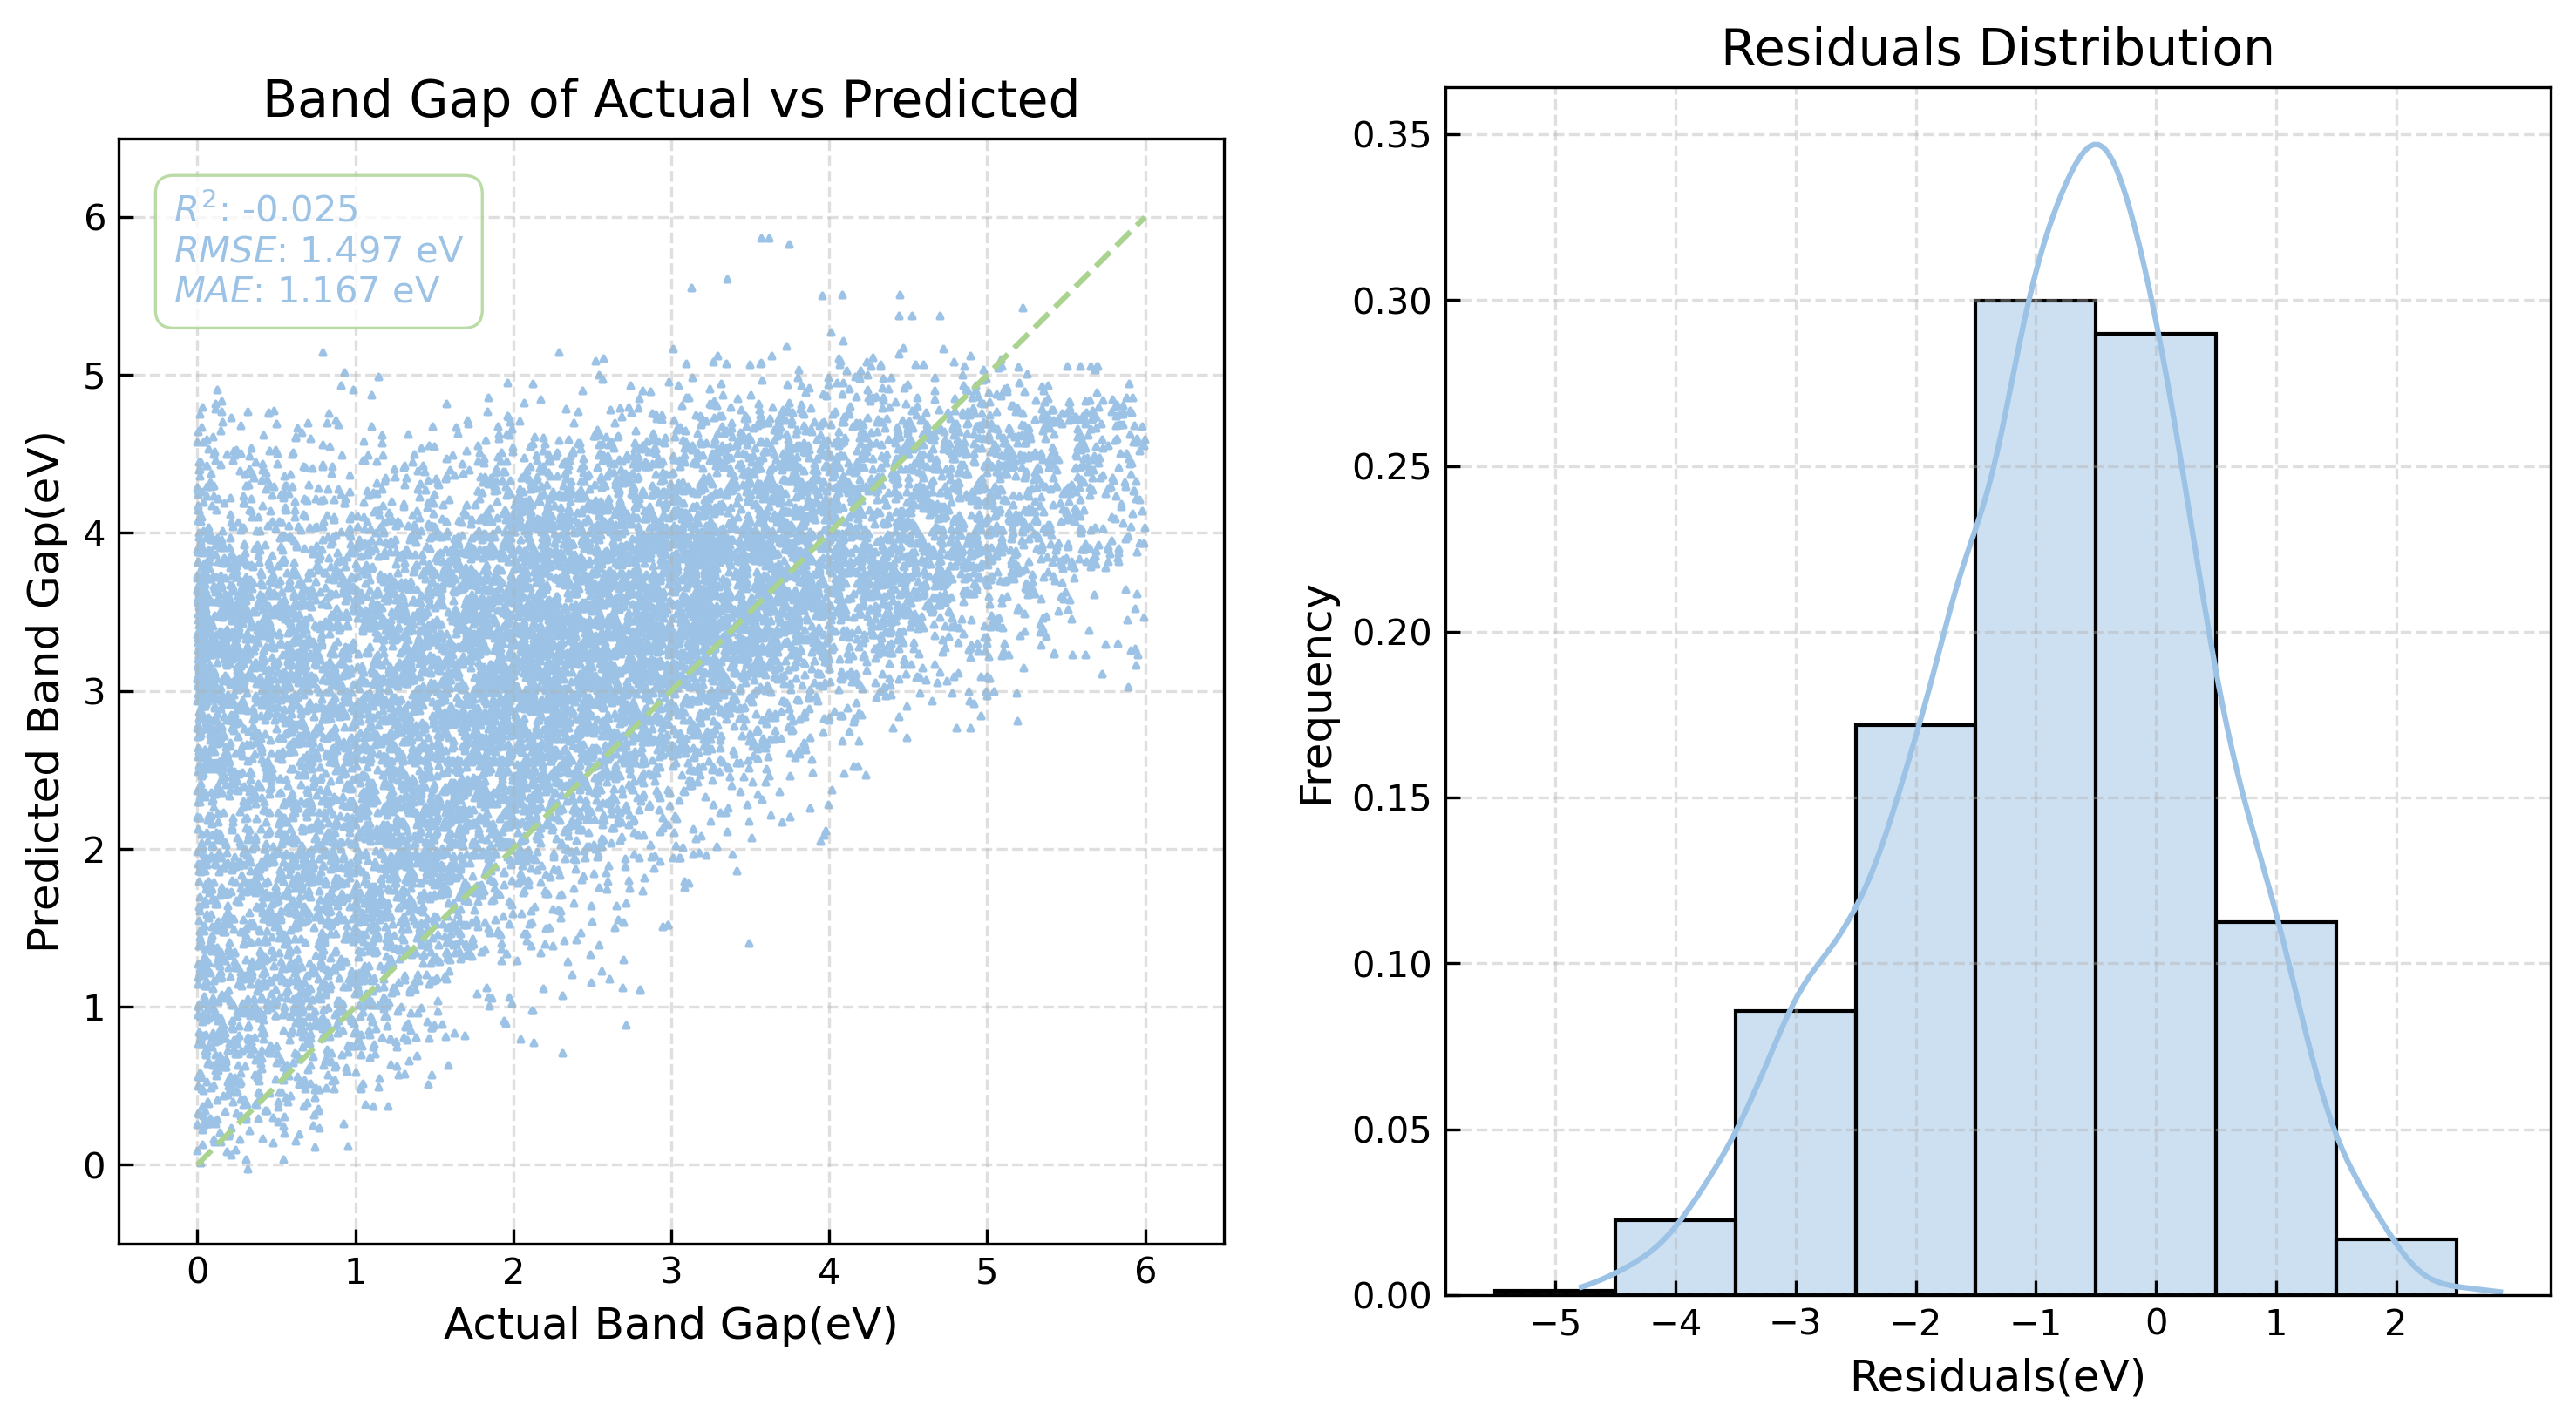 Band Gap of Actual vs Predicted
R²: -0.025
RMSE: 1.497 eV
MAE: 1.167 eV
6
5
4
3
2
1
0
Predicted Band Gap(eV)
0 1 2 3 4 5 6
Actual Band Gap(eV)
Residuals Distribution
0.35
0.30
0.25
0.20
0.15
0.10
0.05
0.00
Frequency
−5 −4 −3 −2 −1 0 1 2
Residuals(eV)